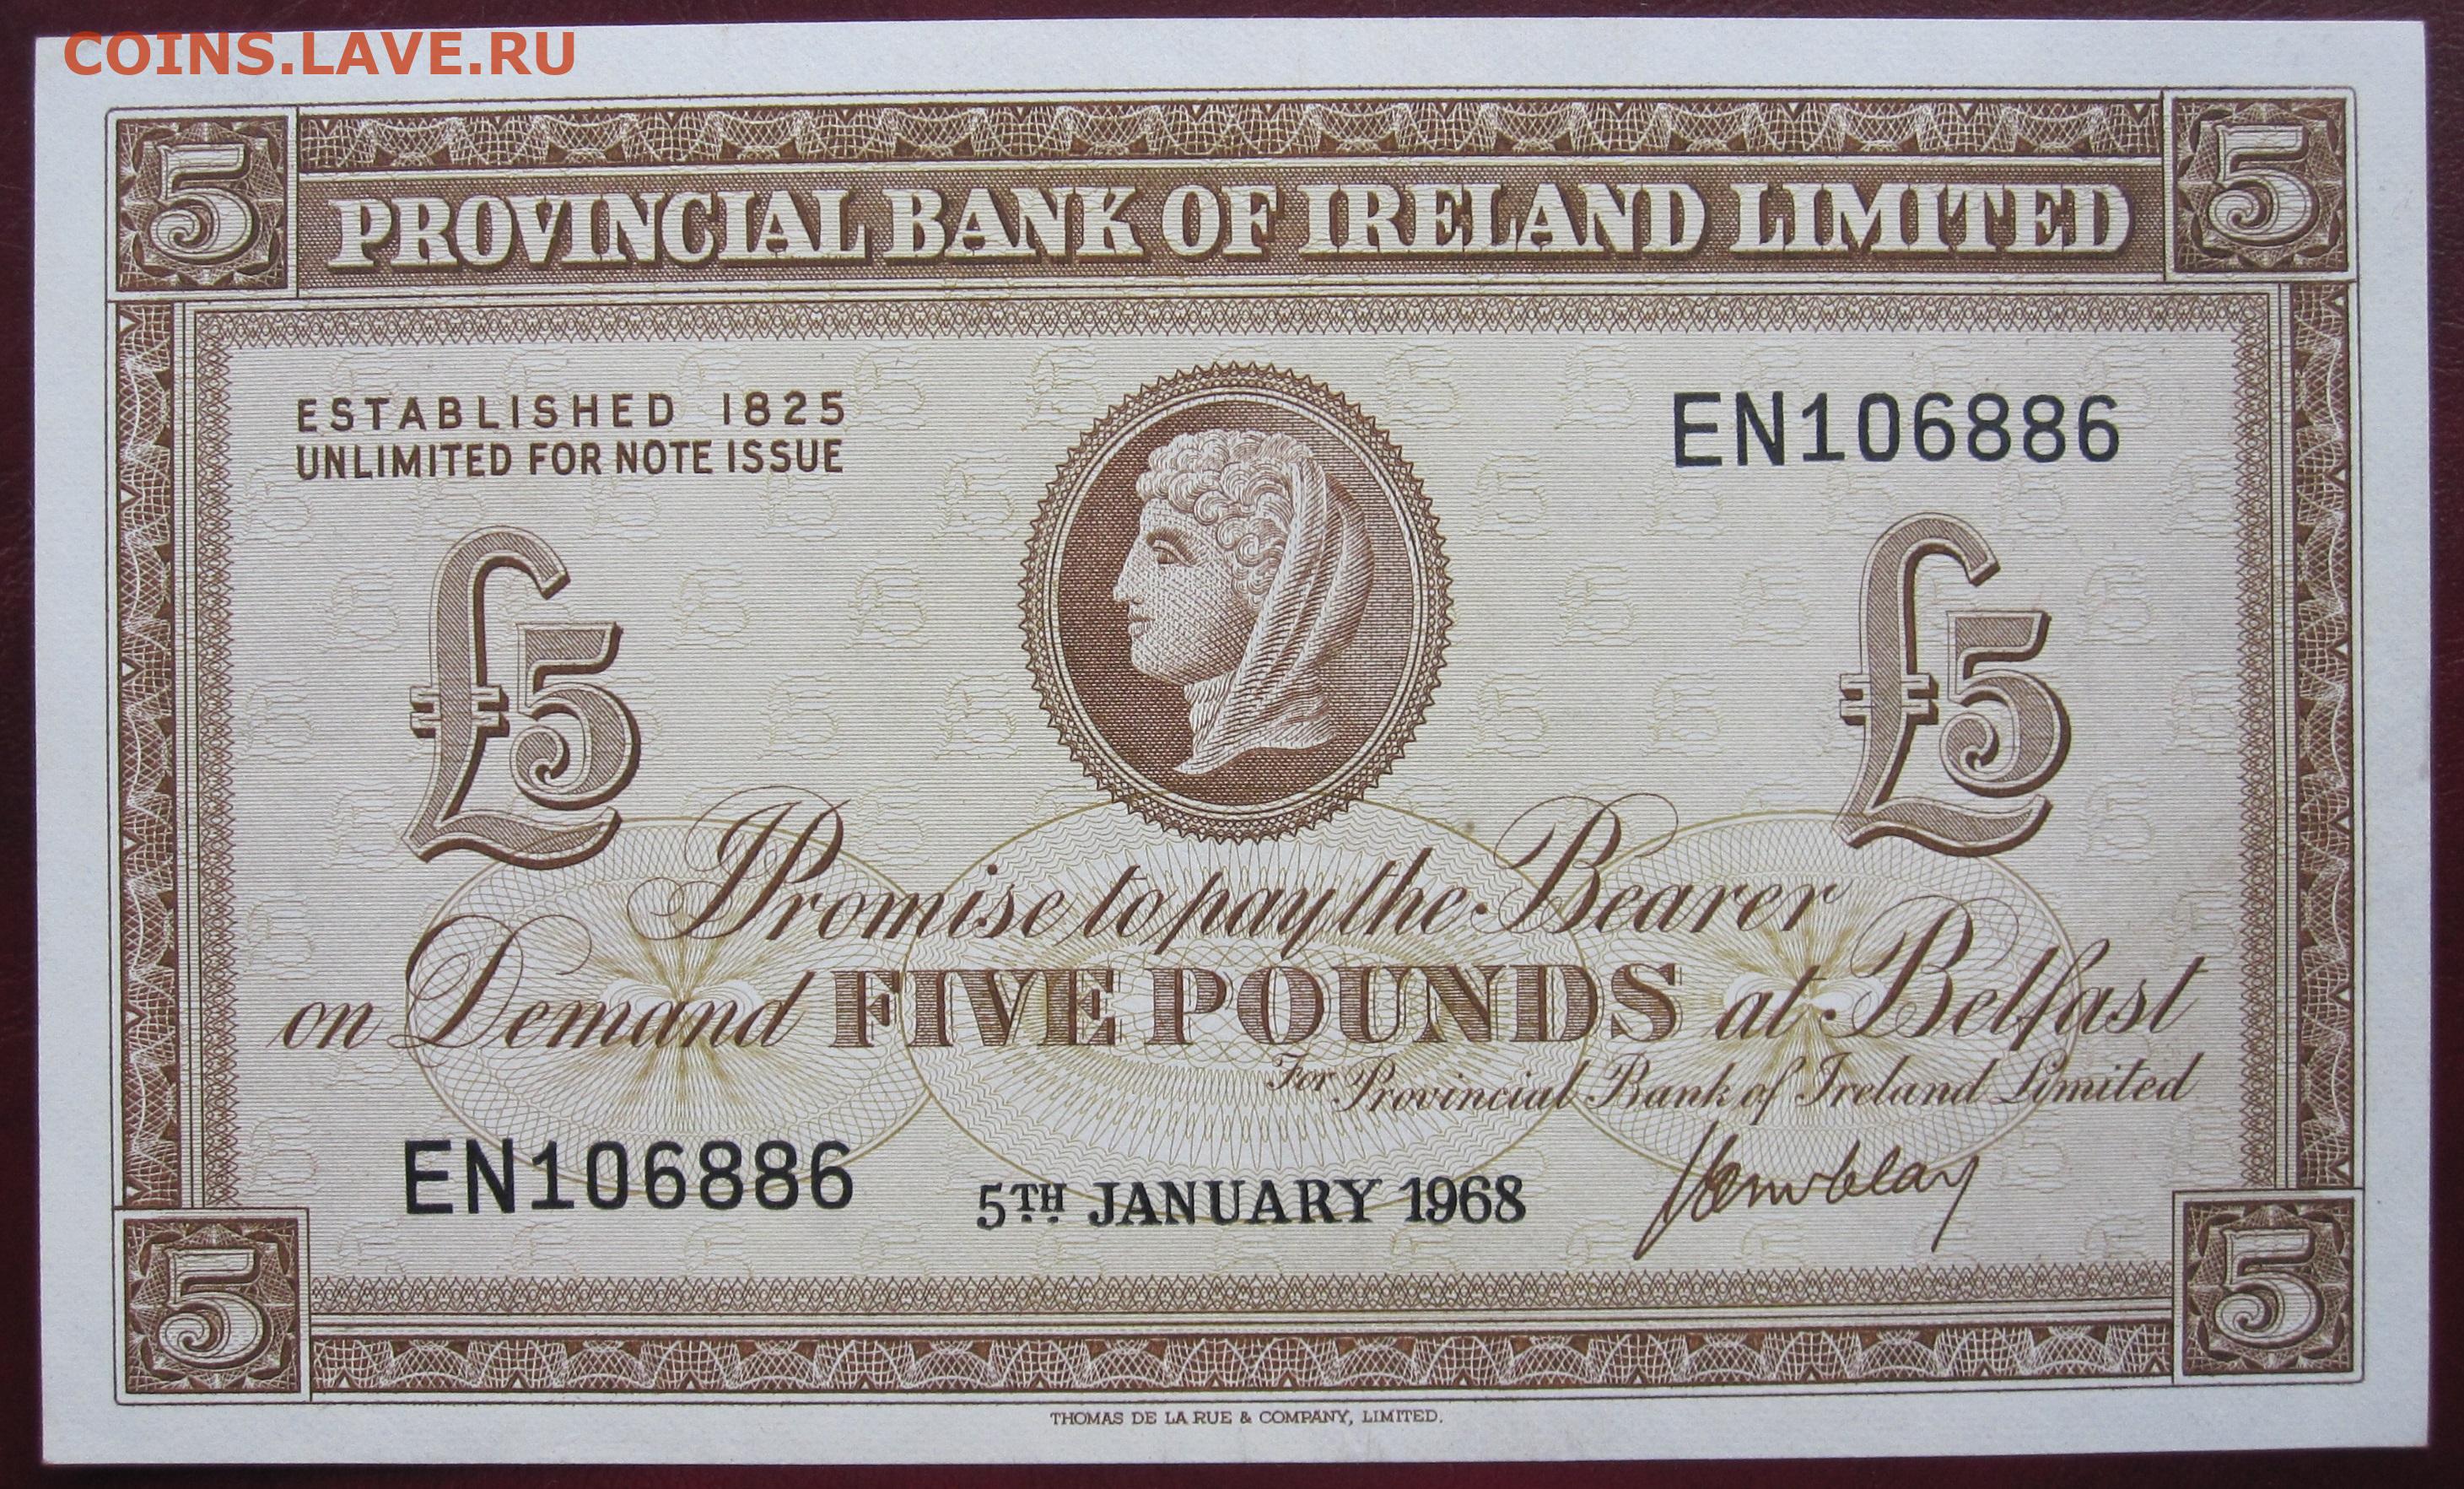 COINS.LAVE.RU
5 5
PROVINCIAL BANK OF IRELAND LIMITED
ESTABLISHED 1825
UNLIMITED FOR NOTE ISSUE
EN106886
£5 £5
Promise to pay the Bearer
on Demand FIVE POUNDS at Belfast
For Provincial Bank of Ireland Limited
EN106886
5TH JANUARY 1968
5 5
THOMAS DE LA RUE & COMPANY, LIMITED.